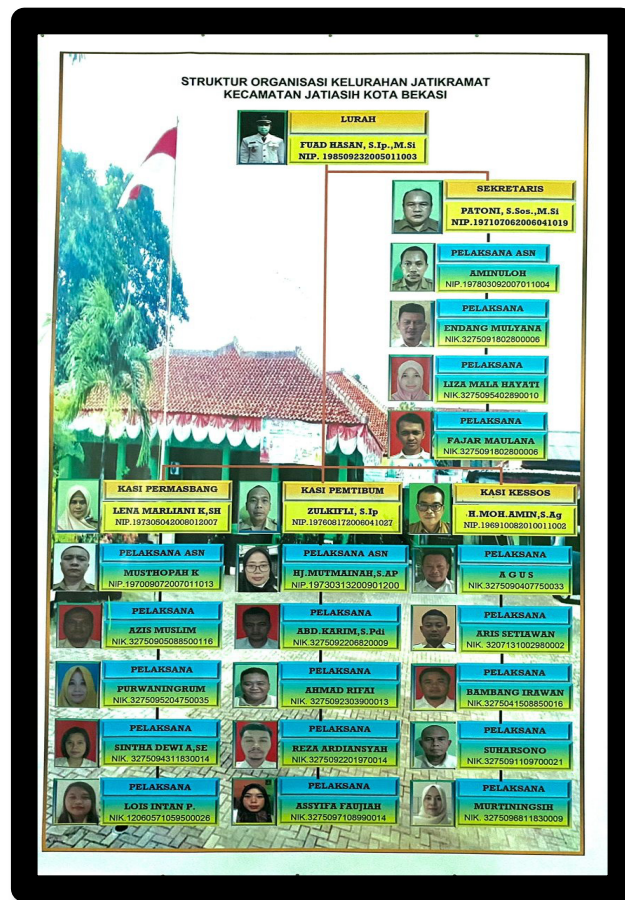 STRUKTUR ORGANISASI KELURAHAN JATIKRAMAT
KECAMATAN JATIASIH KOTA BEKASI
LURAH
FUAD HASAN, S.Ip.,M.Si
NIP. 198509232005011003
SEKRETARIS
PATONI, S.Sos.,M.Si
NIP.197107062006041019
PELAKSANA ASN
AMINULOH
NIP.197803092007011004
PELAKSANA
ENDANG MULYANA
NIK.3275091802800006
PELAKSANA
LIZA MALA HAYATI
NIK.3275095402890010
PELAKSANA
FAJAR MAULANA
NIK.3275091802800006
KASI PERMASBANG
LENA MARLIANI K,SH
NIP.197305042008012007
PELAKSANA ASN
MUSTHOPAH K
NIP.197009072007011013
PELAKSANA
AZIS MUSLIM
NIK.32750905088500116
PELAKSANA
PURWANINGRUM
NIK.3275095204750035
PELAKSANA
SINTHA DEWI A,SE
NIK. 3275094311830014
PELAKSANA
LOIS INTAN P.
NIK.12060571059500026
KASI PEMTIBUM
ZULKIFLI, S.Ip
NIP.197608172006041027
PELAKSANA ASN
HJ.MUTMAINAH,S.AP
NIP.19730313200901200
PELAKSANA
ABD.KARIM,S.Pdi
NIK.3275092206820009
PELAKSANA
AHMAD RIFAI
NIK.3275092303900013
PELAKSANA
REZA ARDIANSYAH
NIK.3275092201970014
PELAKSANA
ASSYIFA FAUJIAH
NIK.3275097108990014
KASI KESSOS
H.MOH.AMIN,S.Ag
NIP.196910082010011002
PELAKSANA
A G U S
NIK.3275090407750033
PELAKSANA
ARIS SETIAWAN
NIK. 3207131002980002
PELAKSANA
BAMBANG IRAWAN
NIK.3275041508850016
PELAKSANA
SUHARSONO
NIK.3275091109700021
PELAKSANA
MURTININGSIH
NIK. 3275096811830009